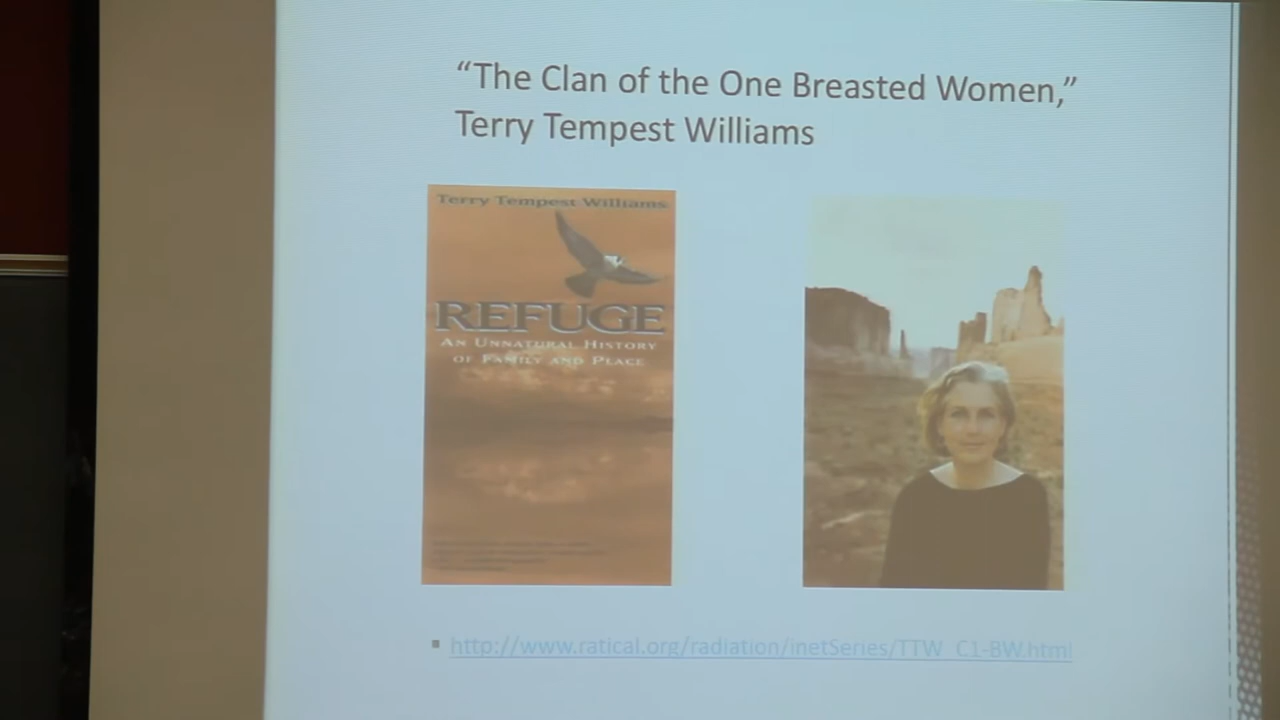 “The Clan of the One Breasted Women,”
Terry Tempest Williams
Terry Tempest Williams
REFUGE
An Unnatural History
of Family and Place
http://www.ratical.org/radiation/inetSeries/TTW_C1-BW.html